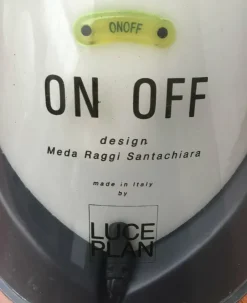 ONOFF
ON OFF
design
Meda Raggi Santachiara
made in Italy
by
LUCE
PLAN